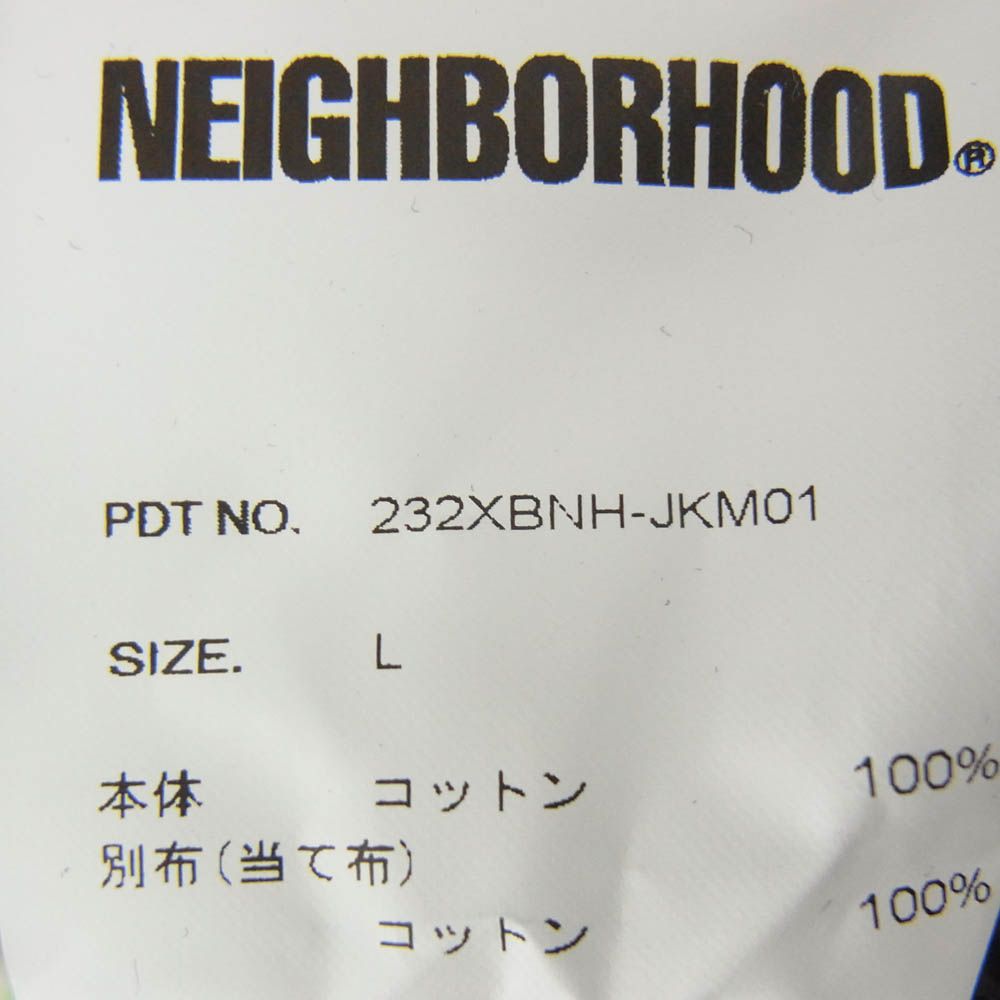 NEIGHBORHOOD®
PDT NO. 232XBNH-JKM01
SIZE. L
本体 コットン 100%
別布(当て布)
コットン 100%